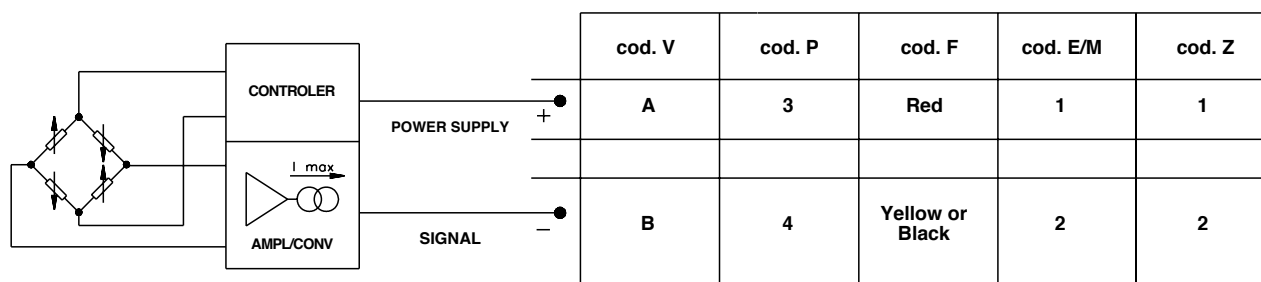 cod. V cod. P cod. F cod. E/M cod. Z
CONTROLER
POWER SUPPLY
+
A 3 Red 1 1
I max
AMPL/CONV
SIGNAL
–
B 4 Yellow or
Black 2 2